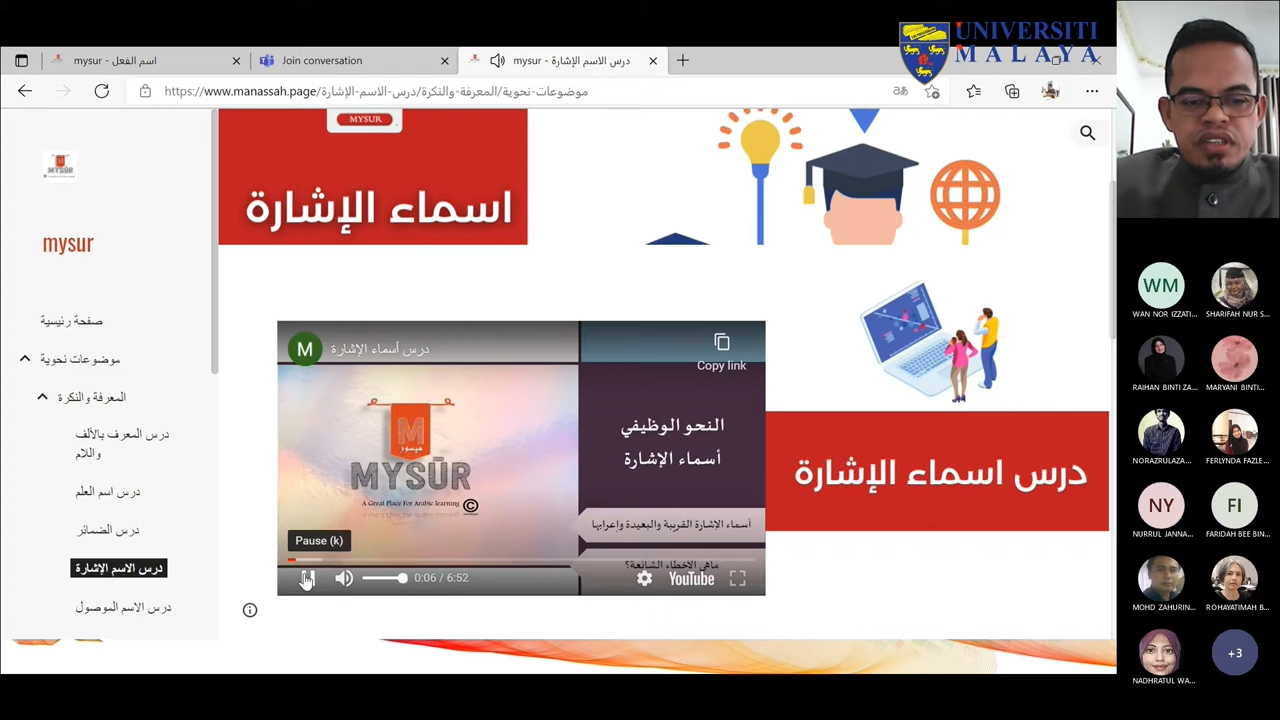 UNIVERSITI
MALAYA
mysur - اسم الفعل
Join conversation
mysur - درس الاسم الإشارة
https://www.manassah.page/موضوعات-نحوية/المعرفة-والنكرة/درس-الاسم-الإشارة
MYSUR
اسماء الإشارة
MYSUR
mysur
صفحة رئيسية
موضوعات نحوية
المعرفة والنكرة
درس المعرف بالألف
واللام
درس اسم العلم
درس الضمائر
درس الاسم الإشارة
درس الاسم الموصول
M
درس أسماء الإشارة
Copy link
M
ميسور
MYSŪR
A Great Place For Arabic learning ©
النحو الوظيفي
أسماء الإشارة
أسماء الإشارة القريبة والبعيدة وإعرابها
ماهي الاخطاء الشائعة؟
Pause (k)
0:06 / 6:52
YouTube
درس اسماء الإشارة
WM
WAN NOR IZZATI
SHARIFAH NUR S...
RAIHAN BINTI ZA...
MARYANI BINTI...
NORAZRULAZA...
FERLYNDA FAZLE...
NY
NURRUL JANNA...
FI
FARIDAH BEE BIN...
MOHD ZAHURIN...
ROHAYATIMAH B...
NADHRATUL WA...
+3